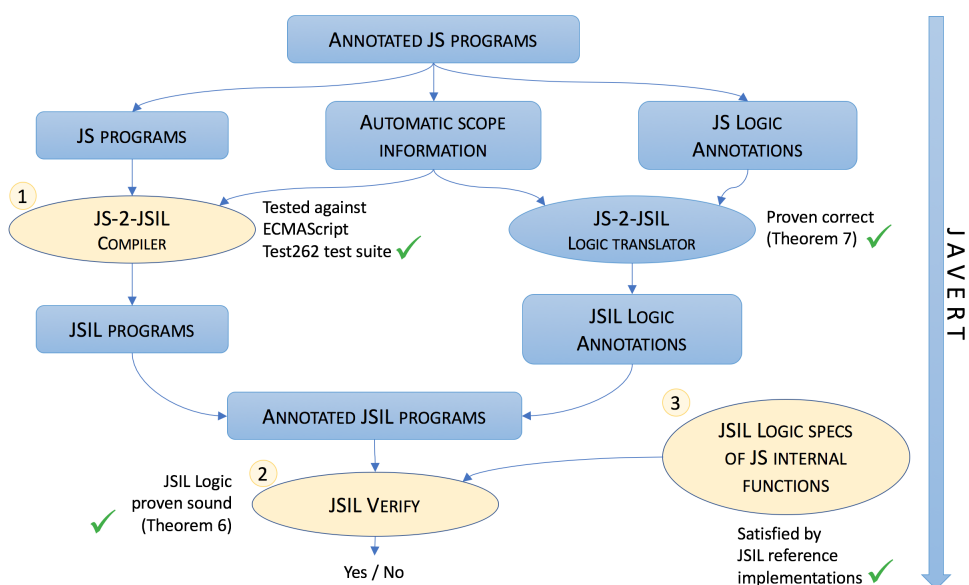 ANNOTATED JS PROGRAMS
JS PROGRAMS
AUTOMATIC SCOPE
INFORMATION
JS LOGIC
ANNOTATIONS
1
JS-2-JSIL
COMPILER
Tested against
ECMAScript
Test262 test suite
JS-2-JSIL
LOGIC TRANSLATOR
Proven correct
(Theorem 7)
JSIL PROGRAMS
JSIL LOGIC
ANNOTATIONS
ANNOTATED JSIL PROGRAMS
3
JSIL LOGIC SPECS
OF JS INTERNAL
FUNCTIONS
2
JSIL VERIFY
JSIL Logic
proven sound
(Theorem 6)
Satisfied by
JSIL reference
implementations
Yes / No
JAVERT